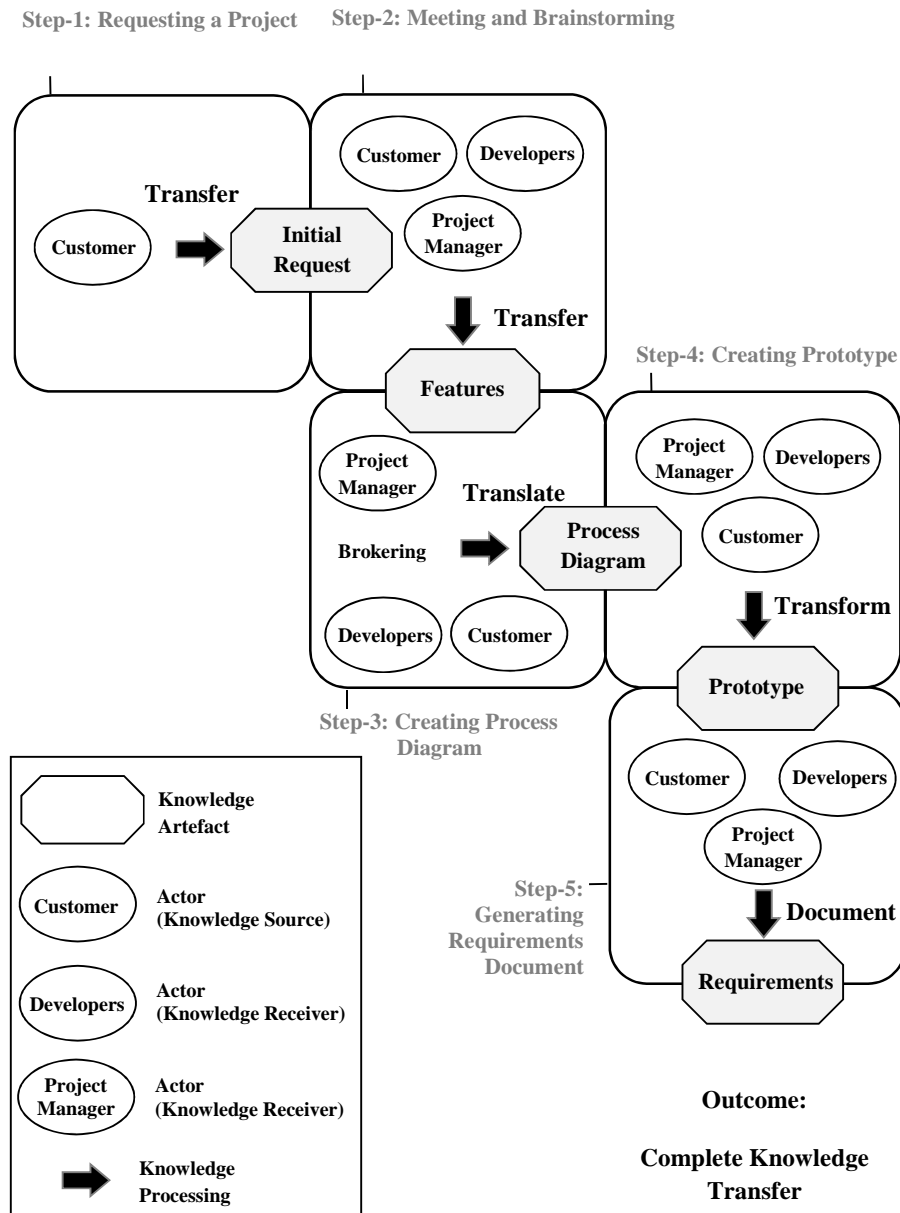 Step-1: Requesting a Project
Step-2: Meeting and Brainstorming
Customer
Transfer
Initial
Request
Customer
Developers
Project
Manager
Transfer
Features
Project
Manager
Brokering
Translate
Developers
Customer
Process
Diagram
Step-3: Creating Process
Diagram
Step-4: Creating Prototype
Project
Manager
Developers
Customer
Transform
Prototype
Customer
Developers
Project
Manager
Document
Step-5:
Generating
Requirements
Document
Requirements
Knowledge
Artefact
Customer
Actor
(Knowledge Source)
Developers
Actor
(Knowledge Receiver)
Project
Manager
Actor
(Knowledge Receiver)
Knowledge
Processing
Outcome:
Complete Knowledge
Transfer